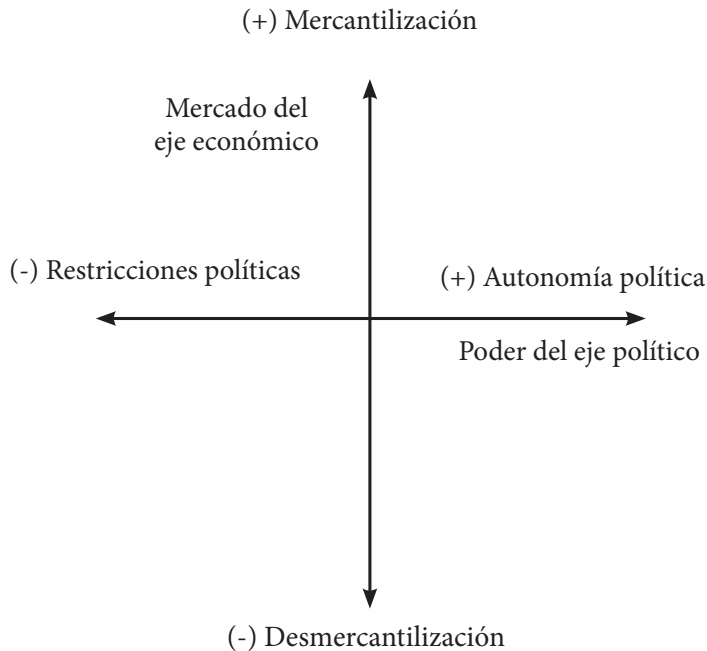 (+) Mercantilización
Mercado del
eje económico
(-) Restricciones políticas
(+) Autonomía política
Poder del eje político
(-) Desmercantilización